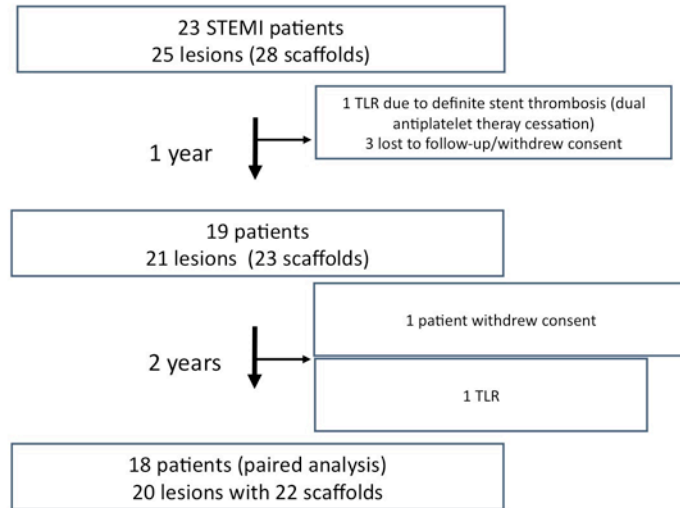 23 STEMI patients
25 lesions (28 scaffolds)
1 TLR due to definite stent thrombosis (dual
antiplatelet theray cessation)
3 lost to follow-up/withdrew consent
1 year
19 patients
21 lesions (23 scaffolds)
1 patient withdrew consent
2 years
1 TLR
18 patients (paired analysis)
20 lesions with 22 scaffolds